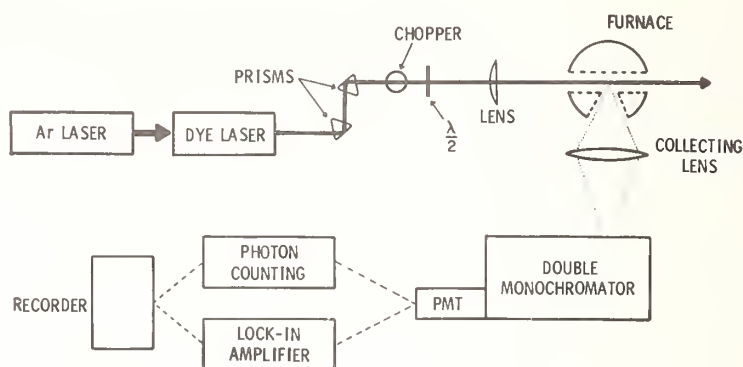 FURNACE
CHOPPER
PRISMS
LENS
λ/2
Ar LASER
DYE LASER
COLLECTING
LENS
PHOTON
COUNTING
DOUBLE
MONOCHROMATOR
PMT
RECORDER
LOCK-IN
AMPLIFIER